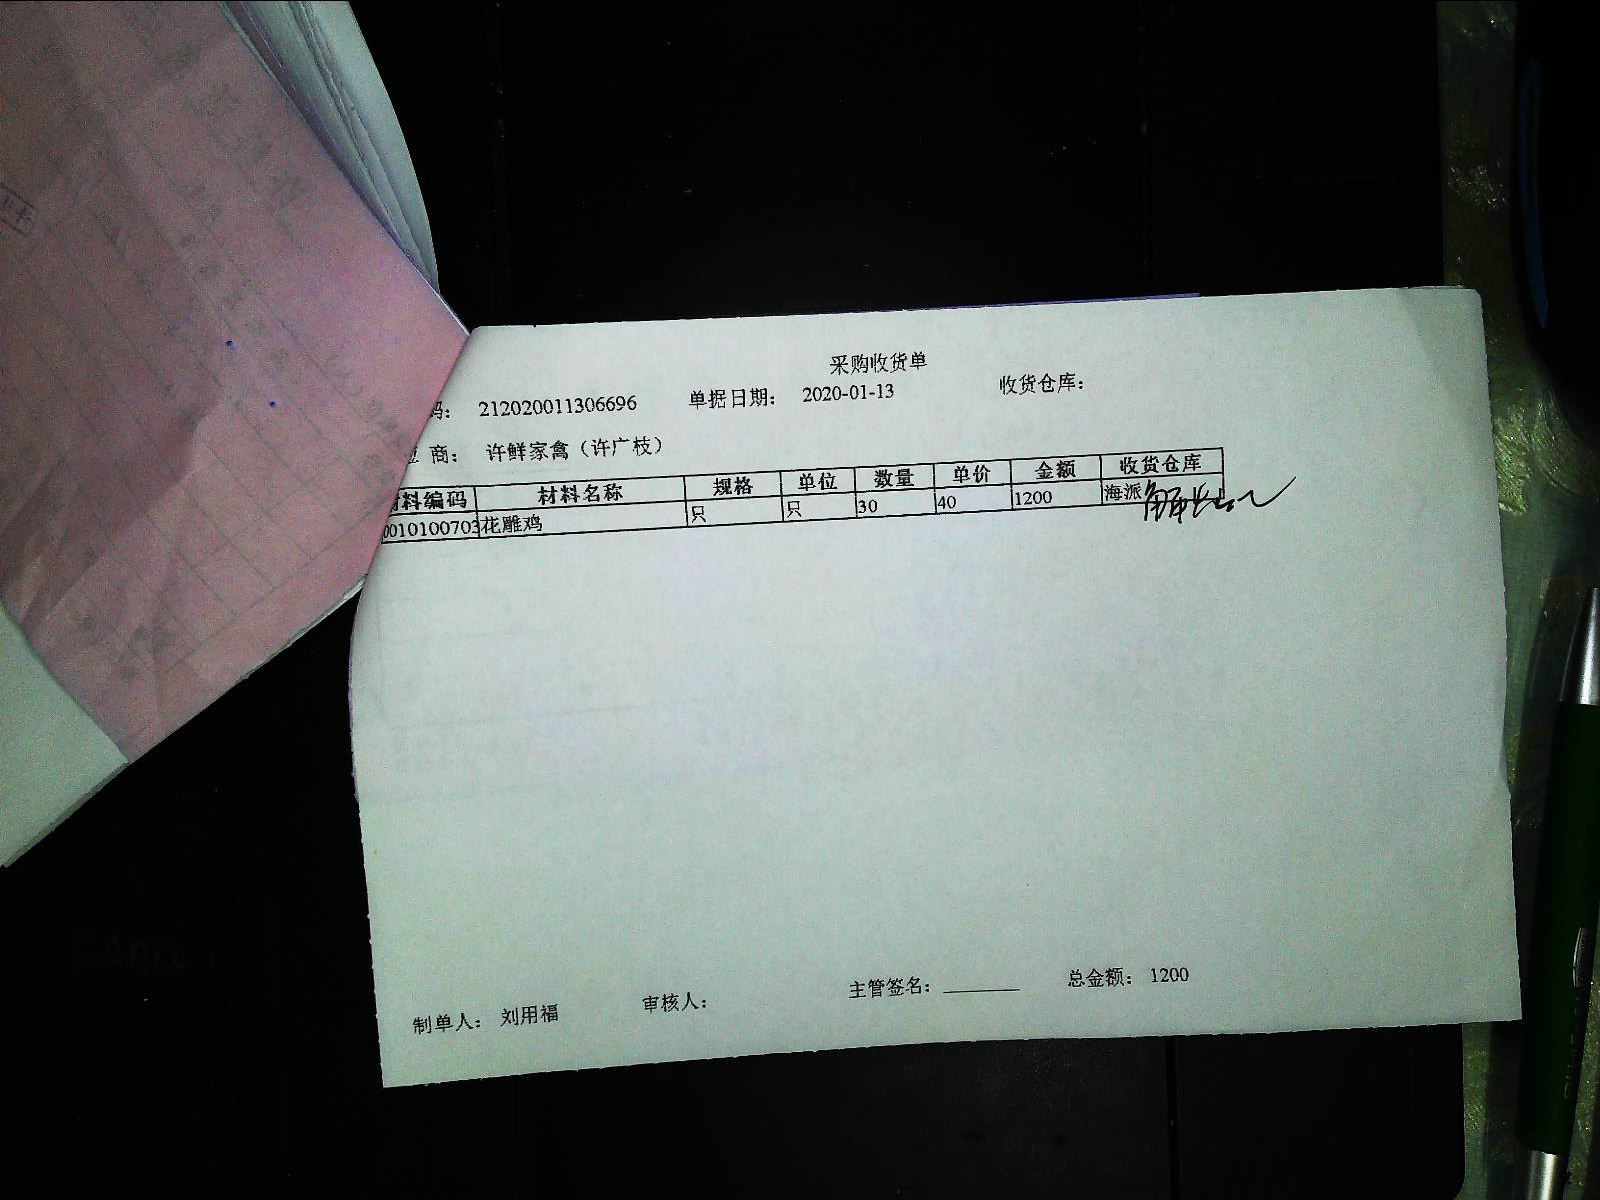 采购收货单
码: 212020011306696 单据日期: 2020-01-13 收货仓库:
商: 许鲜家禽（许广枝）
材料编码 材料名称 规格 单位 数量 单价 金额 收货仓库
0010100703 花雕鸡 只 只 30 40 1200 海派
制单人: 刘用福 审核人: 主管签名: ________ 总金额: 1200